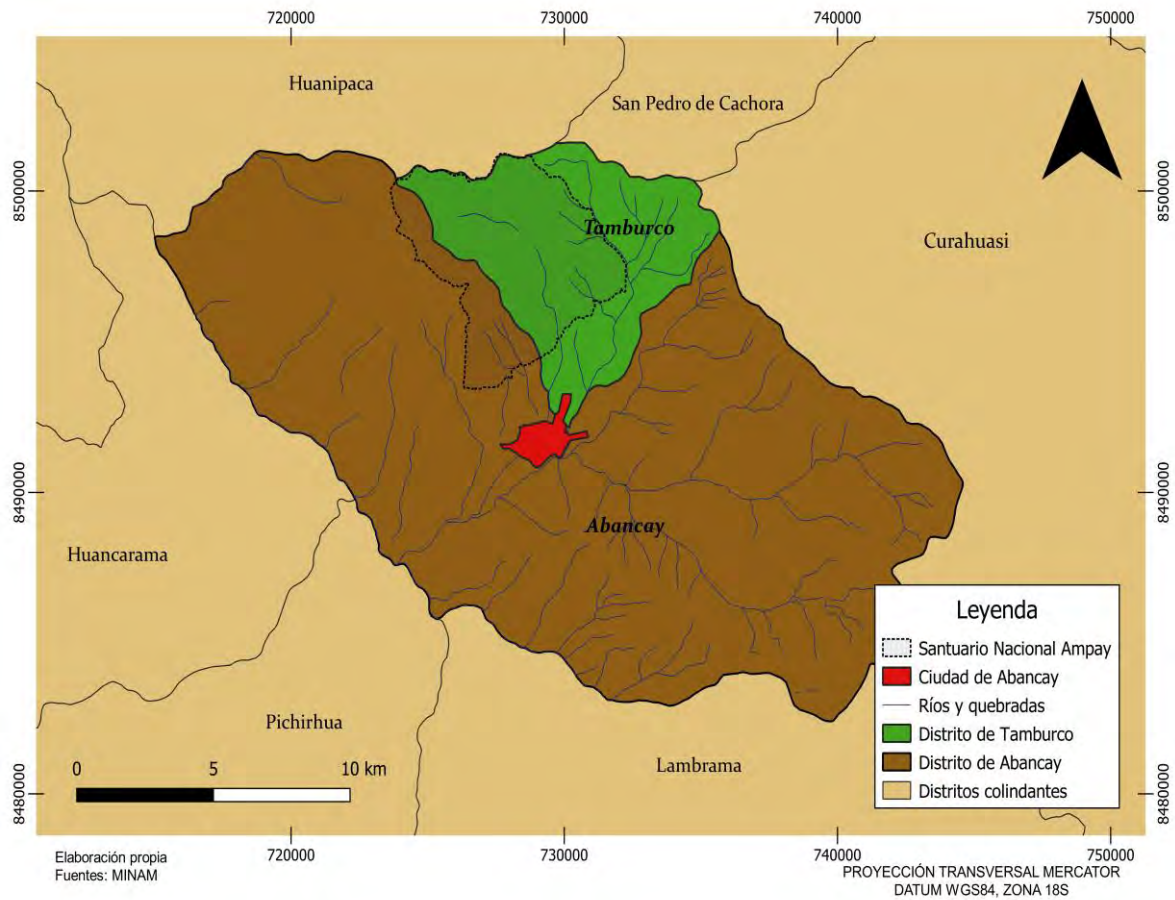 720000
730000
740000
750000
Huanipaca
San Pedro de Cachora
8500000
8500000
Tamburco
Curahuasi
8490000
8490000
Abancay
Huancarama
Leyenda
Santuario Nacional Ampay
Ciudad de Abancay
Ríos y quebradas
Distrito de Tamburco
Distrito de Abancay
Distritos colindantes
Pichirhua
Lambrama
0 5 10 km
8480000
8480000
720000
730000
740000
750000
Elaboración propia
Fuentes: MINAM
PROYECCIÓN TRANSVERSAL MERCATOR
DATUM WGS84, ZONA 18S